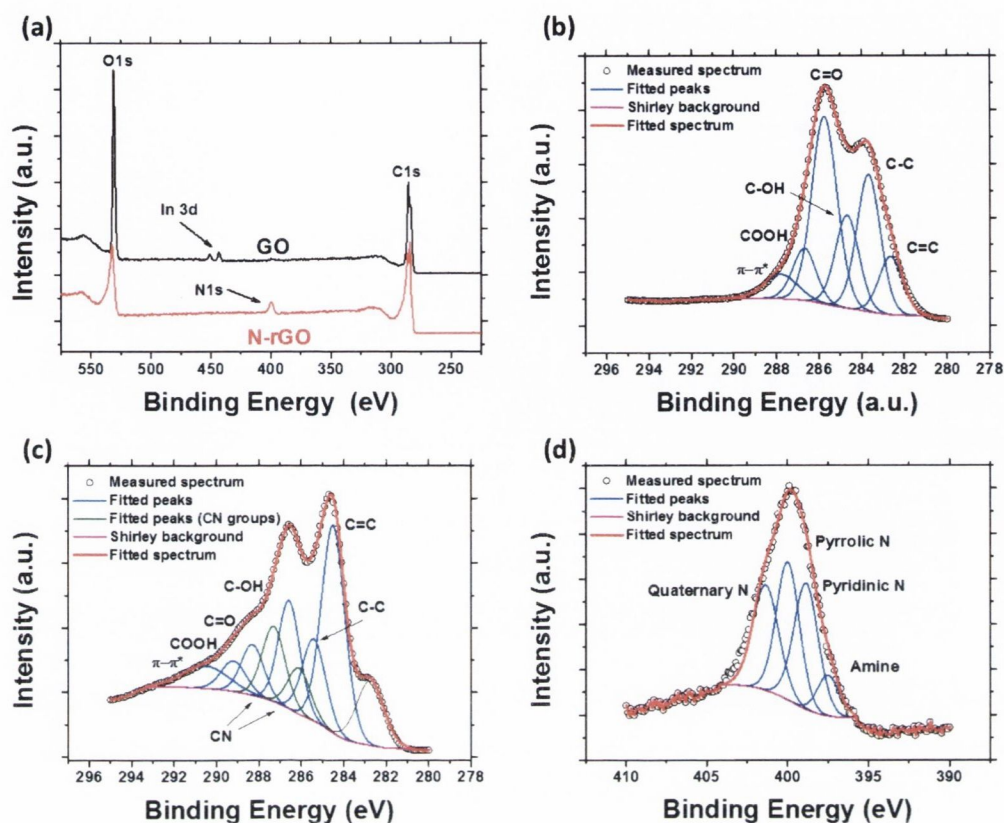 (a)
O1s
C1s
In 3d
GO
N1s
N-rGO
Intensity (a.u.)
550 500 450 400 350 300 250
Binding Energy (eV)
(b)
Measured spectrum
Fitted peaks
Shirley background
Fitted spectrum
C=O
C-C
C-OH
COOH
C=C
π–π*
Intensity (a.u.)
296 294 292 290 288 286 284 282 280 278
Binding Energy (a.u.)
(c)
Measured spectrum
Fitted peaks
Fitted peaks (CN groups)
Shirley background
Fitted spectrum
C=C
C-OH
C=O
C-C
COOH
π–π*
CN
Intensity (a.u.)
296 294 292 290 288 286 284 282 280
Binding Energy (eV)
(d)
Measured spectrum
Fitted peaks
Shirley background
Fitted spectrum
Pyrrolic N
Quaternary N
Pyridinic N
Amine
Intensity (a.u.)
410 405 400 395 390
Binding Energy (eV)